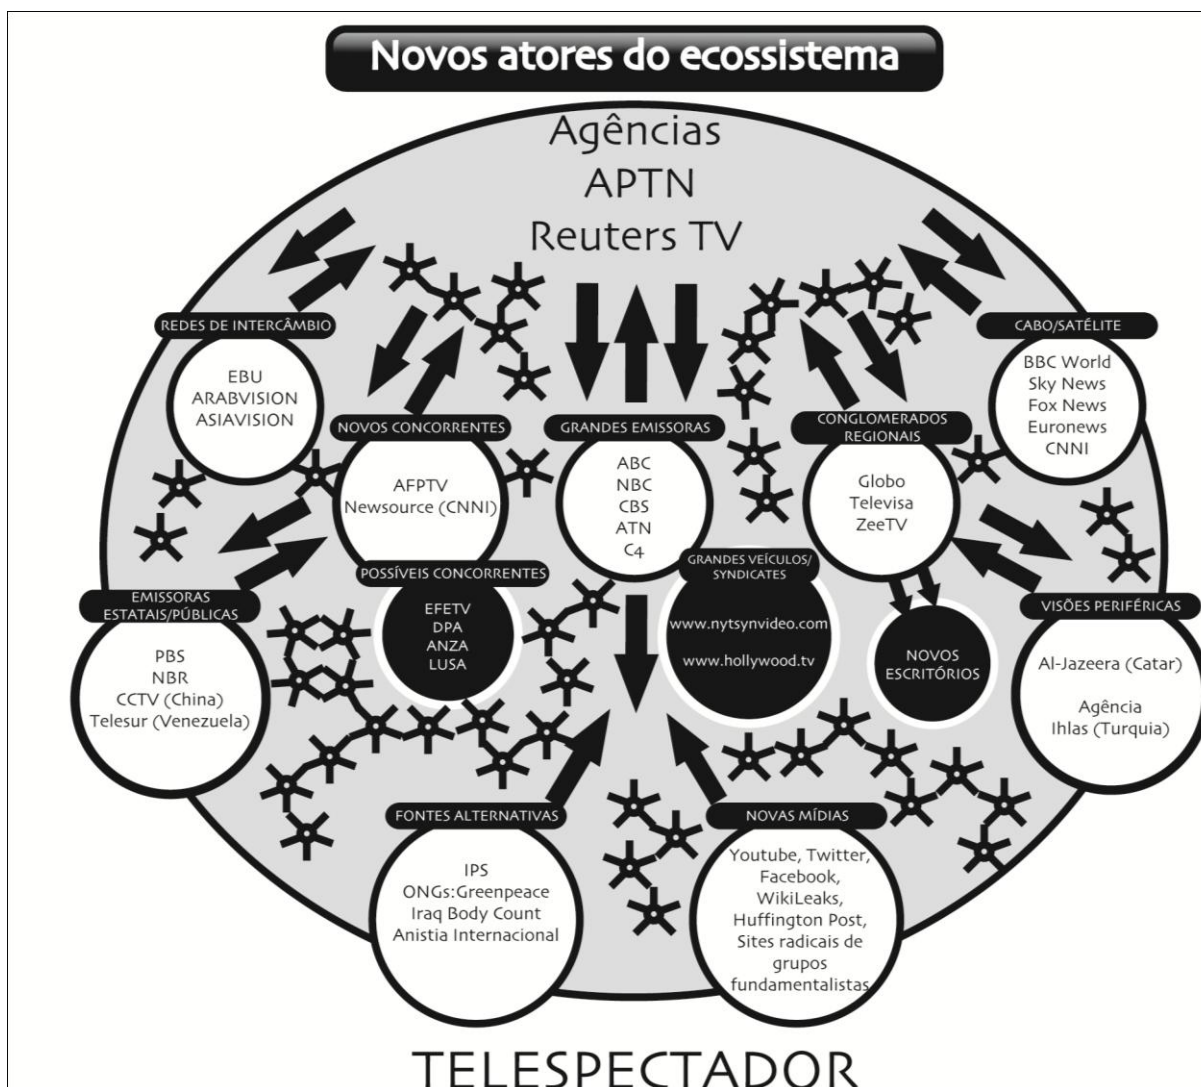 Novos atores do ecossistema
Agências
APTN
Reuters TV
REDES DE INTERCÂMBIO
EBU
ARABVISION
ASIAVISION
CABO/SATÉLITE
BBC World
Sky News
Fox News
Euronews
CNNI
NOVOS CONCORRENTES
AFPTV
Newsource (CNNI)
GRANDES EMISSORAS
ABC
NBC
CBS
ATN
C4
CONGLOMERADOS
REGIONAIS
Globo
Televisa
ZeeTV
POSSÍVEIS CONCORRENTES
EFETV
DPA
ANZA
LUSA
GRANDES VEÍCULOS/
SYNDICATES
www.nytsynvideo.com
www.hollywood.tv
NOVOS
ESCRITÓRIOS
EMISSORAS
ESTATAIS/PÚBLICAS
PBS
NBR
CCTV (China)
Telesur (Venezuela)
VISÕES PERIFÉRICAS
Al-Jazeera (Catar)
Agência
Ihlas (Turquia)
FONTES ALTERNATIVAS
IPS
ONGs:Greenpeace
Iraq Body Count
Anistia Internacional
NOVAS MÍDIAS
Youtube, Twitter,
Facebook,
WikiLeaks,
Huffington Post,
Sites radicais de
grupos
fundamentalistas
TELESPECTADOR